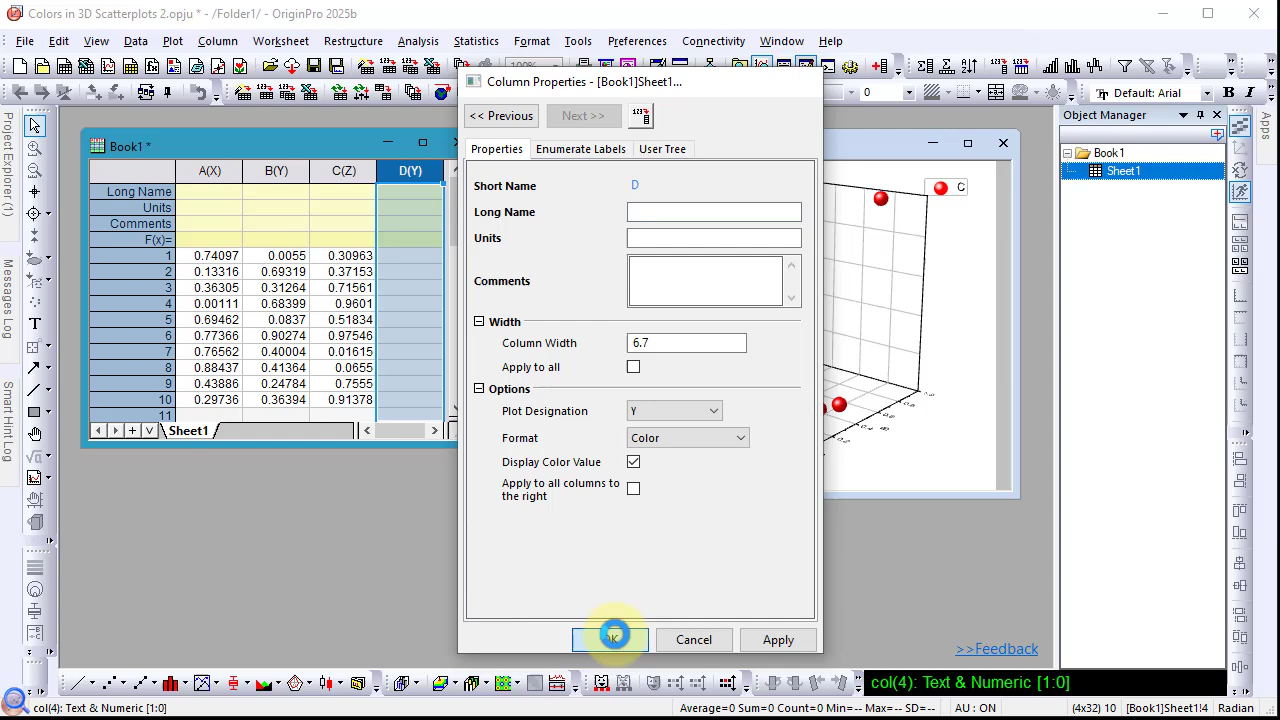 Colors in 3D Scatterplots 2.opju * - /Folder1/ - OriginPro 2025b
File Edit View Data Plot Column Worksheet Restructure Analysis Statistics Format Tools Preferences Connectivity Window Help
100%
0
Default: Arial
B I
Project Explorer (1)
Messages Log
Smart Hint Log
Book1 *
A(X) B(Y) C(Z) D(Y)
Long Name
Units
Comments
F(x)=
1 0.74097 0.0055 0.30963
2 0.13316 0.69319 0.37153
3 0.36305 0.31264 0.71561
4 0.00111 0.68399 0.9601
5 0.69462 0.0837 0.51834
6 0.77366 0.90274 0.97546
7 0.76562 0.40004 0.01615
8 0.88437 0.41364 0.0655
9 0.43886 0.24784 0.7555
10 0.29736 0.36394 0.91378
11
Sheet1
Column Properties - [Book1]Sheet1...
<< Previous
Next >>
Properties
Enumerate Labels
User Tree
Short Name D
Long Name
Units
Comments
Width
Column Width 6.7
Apply to all
Options
Plot Designation Y
Format Color
Display Color Value
Apply to all columns to
the right
OK
Cancel
Apply
C
Object Manager
Book1
Sheet1
Apps
>>Feedback
col(4): Text & Numeric [1:0]
col(4): Text & Numeric [1:0]
Average=0 Sum=0 Count=0 Min=-- Max=-- SD=--
AU : ON
(4x32) 10
[Book1]Sheet1!4
Radian